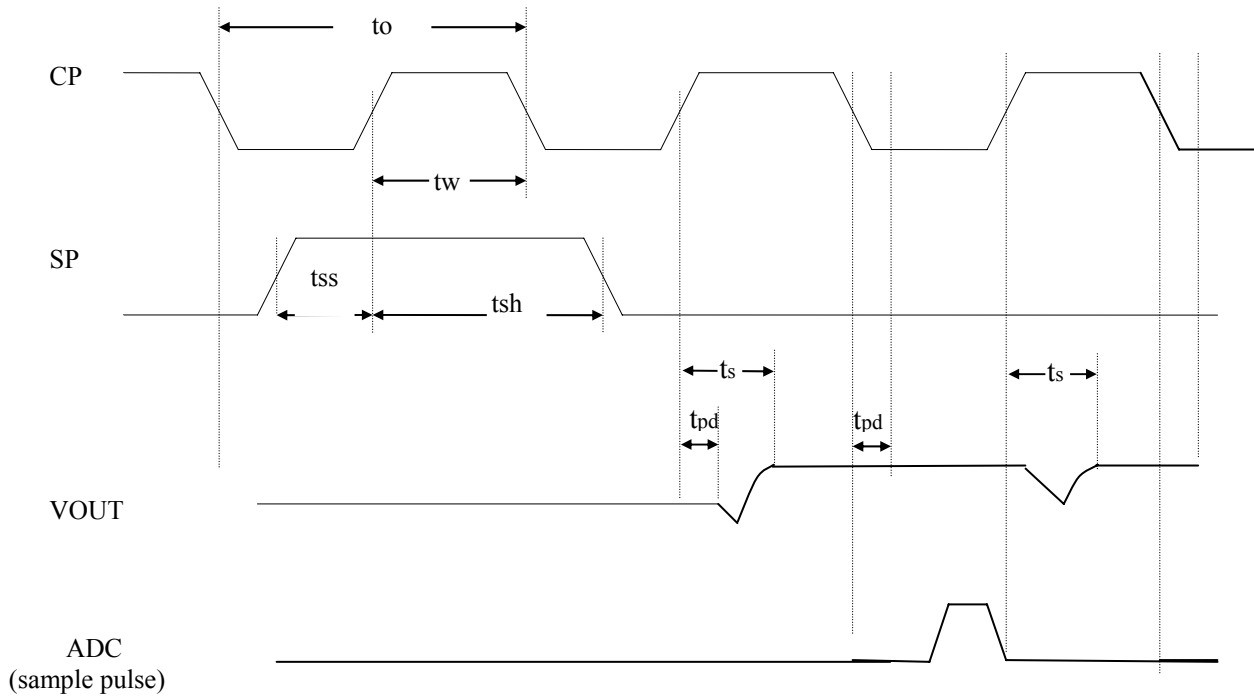 to
CP
tw
SP
tss
tsh
ts
ts
tpd
tpd
VOUT
ADC
(sample pulse)